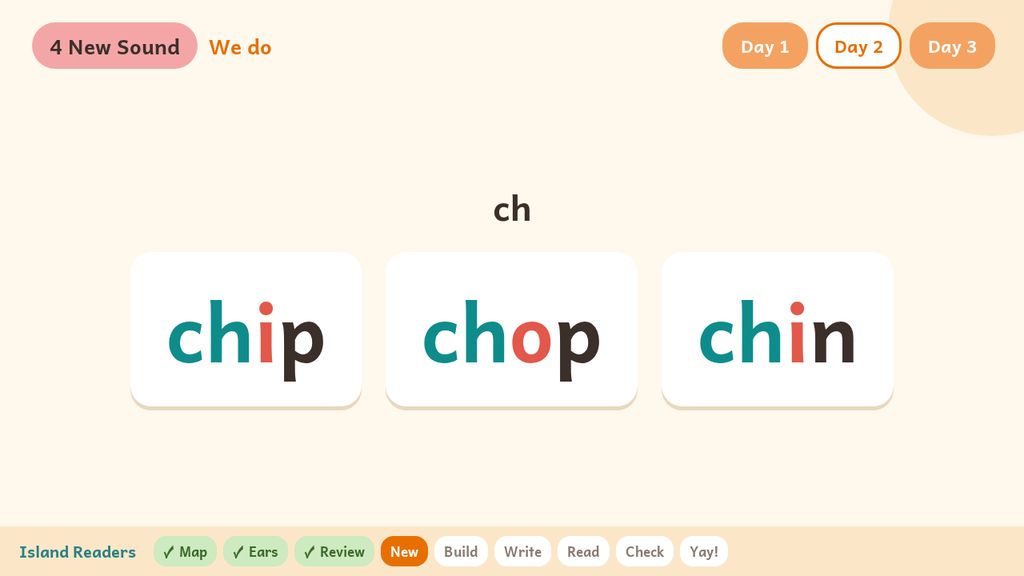 4 New Sound We do Day 1 Day 2 Day 3
ch
chip chop chin
Island Readers ✓ Map ✓ Ears ✓ Review New Build Write Read Check Yay!